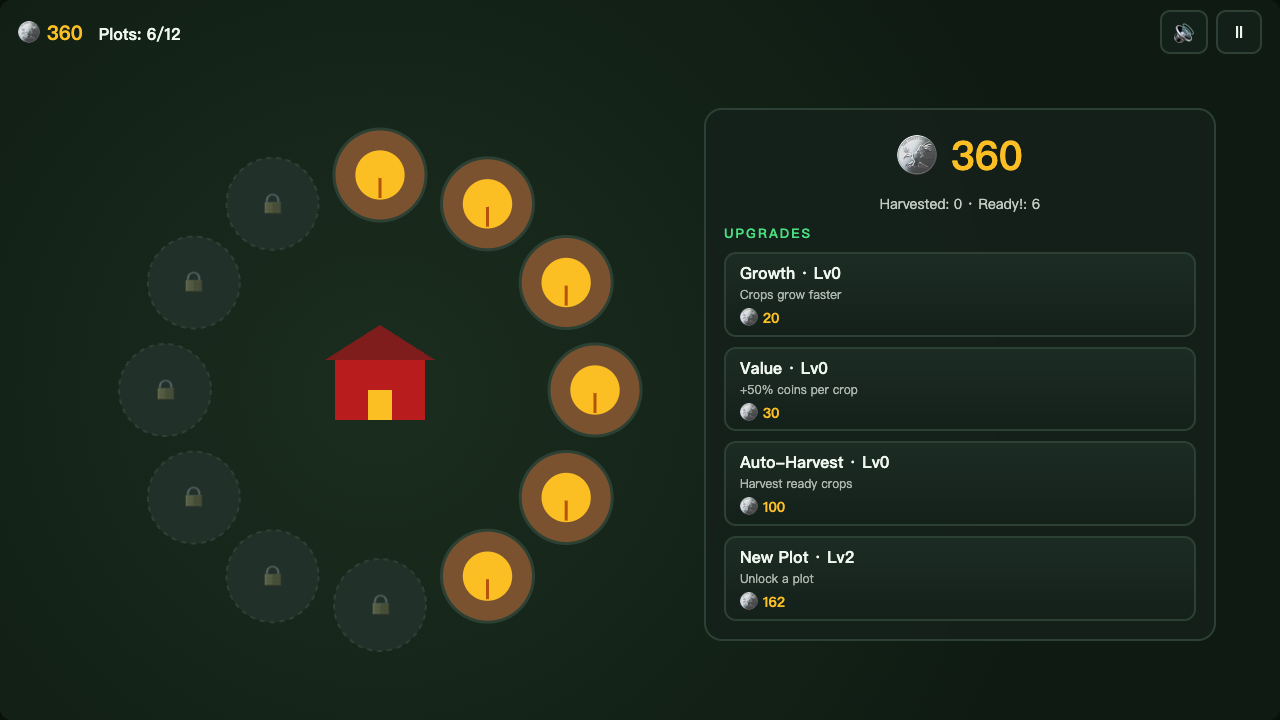 360 Plots: 6/12
360
Harvested: 0 · Ready!: 6
UPGRADES
Growth · Lv0
Crops grow faster
20
Value · Lv0
+50% coins per crop
30
Auto-Harvest · Lv0
Harvest ready crops
100
New Plot · Lv2
Unlock a plot
162